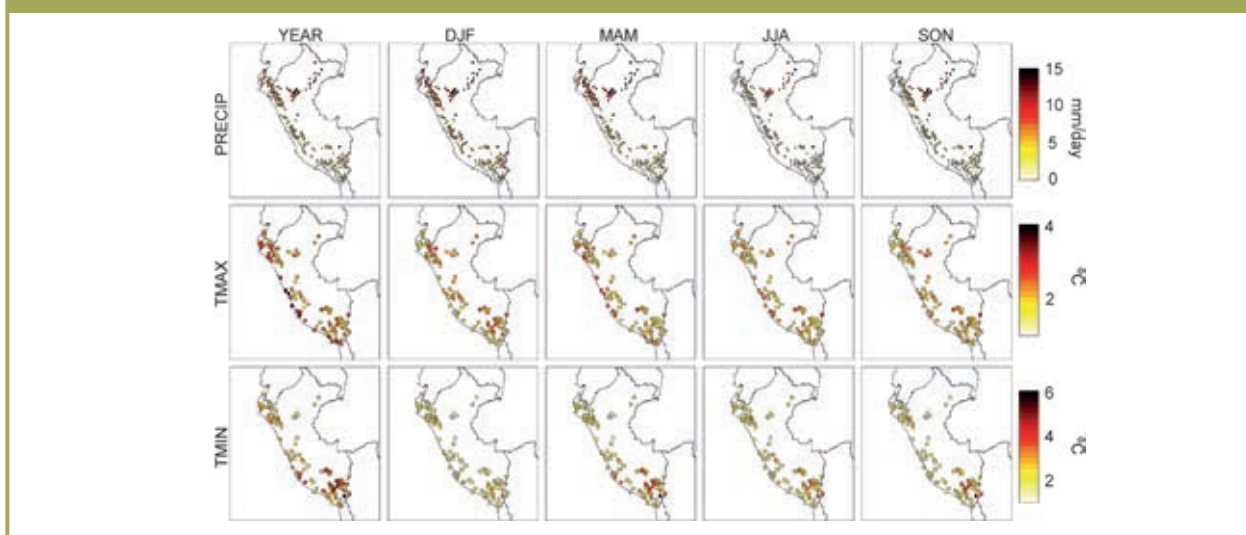 YEAR DJF MAM JJA SON
PRECIP
15
10
5
0
mm/day
TMAX
4
2
ºC
TMIN
6
4
2
ºC